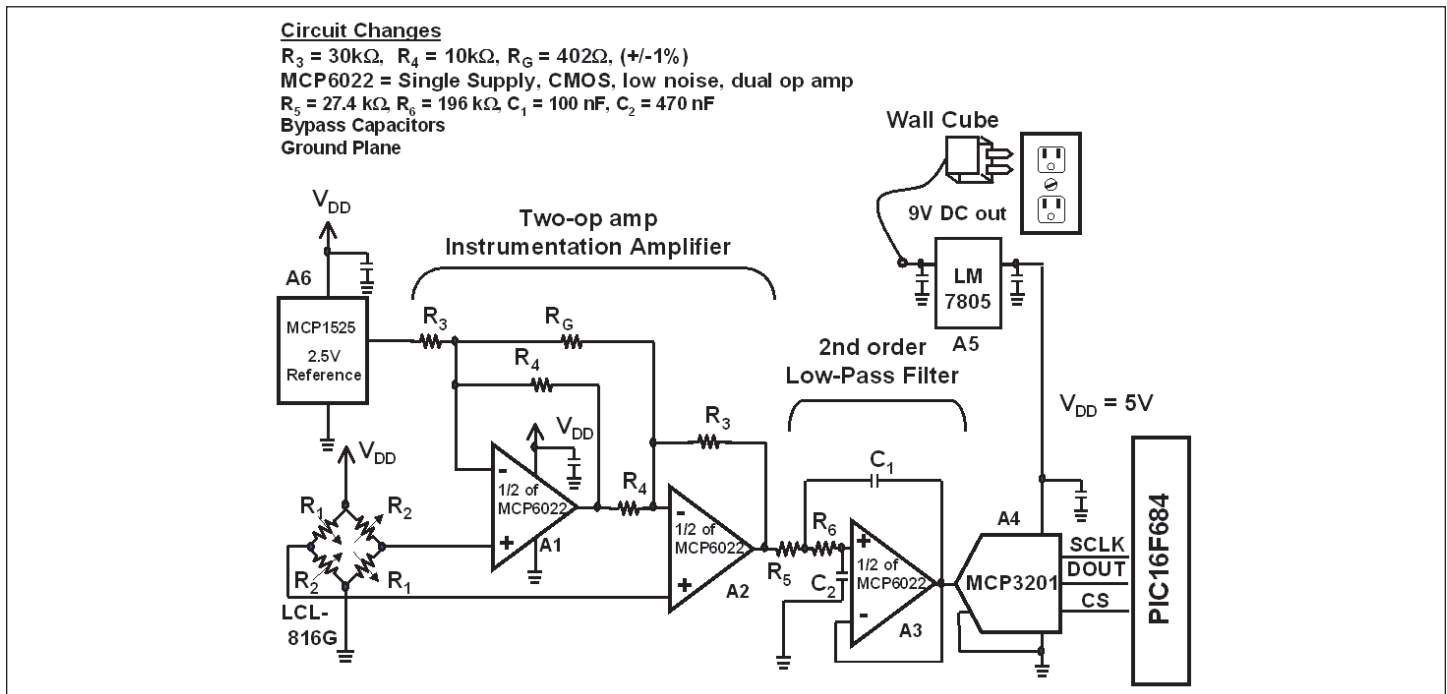 Circuit Changes
R3 = 30kΩ, R4 = 10kΩ, RG = 402Ω, (+/-1%)
MCP6022 = Single Supply, CMOS, low noise, dual op amp
R5 = 27.4 kΩ, R6 = 196 kΩ, C1 = 100 nF, C2 = 470 nF
Bypass Capacitors
Ground Plane
Wall Cube
9V DC out
LM
7805
A5
VDD
A6
MCP1525
2.5V
Reference
Two-op amp
Instrumentation Amplifier
R3
RG
R4
VDD
-
1/2 of
MCP6022
+
A1
R4
R3
-
1/2 of
MCP6022
+
A2
VDD
R1
R2
R2
R1
LCL-
816G
2nd order
Low-Pass Filter
C1
R5
R6
C2
+
1/2 of
MCP6022
-
A3
VDD = 5V
A4
MCP3201
SCLK
DOUT
CS
PIC16F684